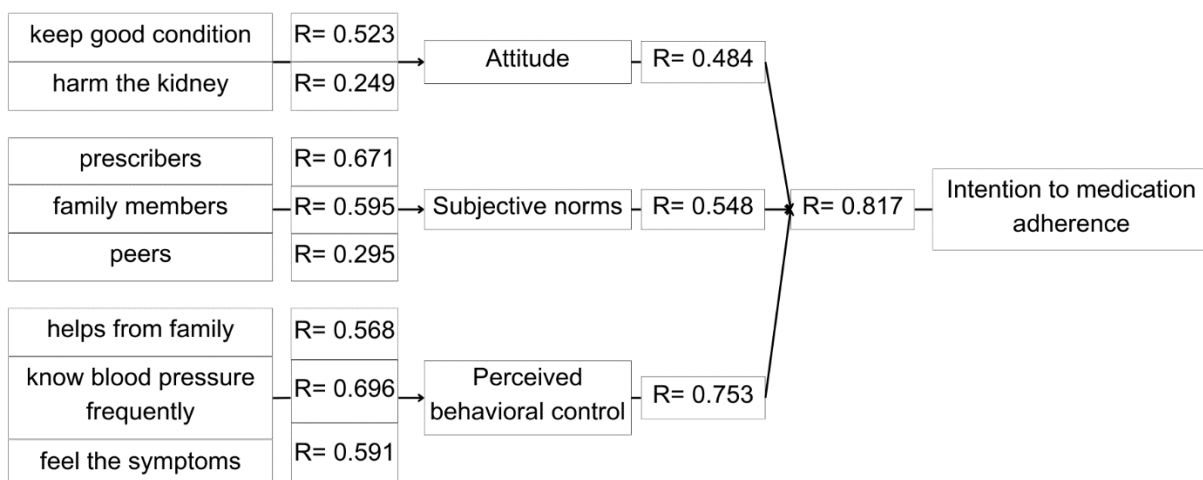 keep good condition
R= 0.523
harm the kidney
R= 0.249
Attitude
R= 0.484
prescribers
R= 0.671
family members
R= 0.595
peers
R= 0.295
Subjective norms
R= 0.548
R= 0.817
Intention to medication
adherence
helps from family
R= 0.568
know blood pressure
frequently
R= 0.696
feel the symptoms
R= 0.591
Perceived
behavioral control
R= 0.753